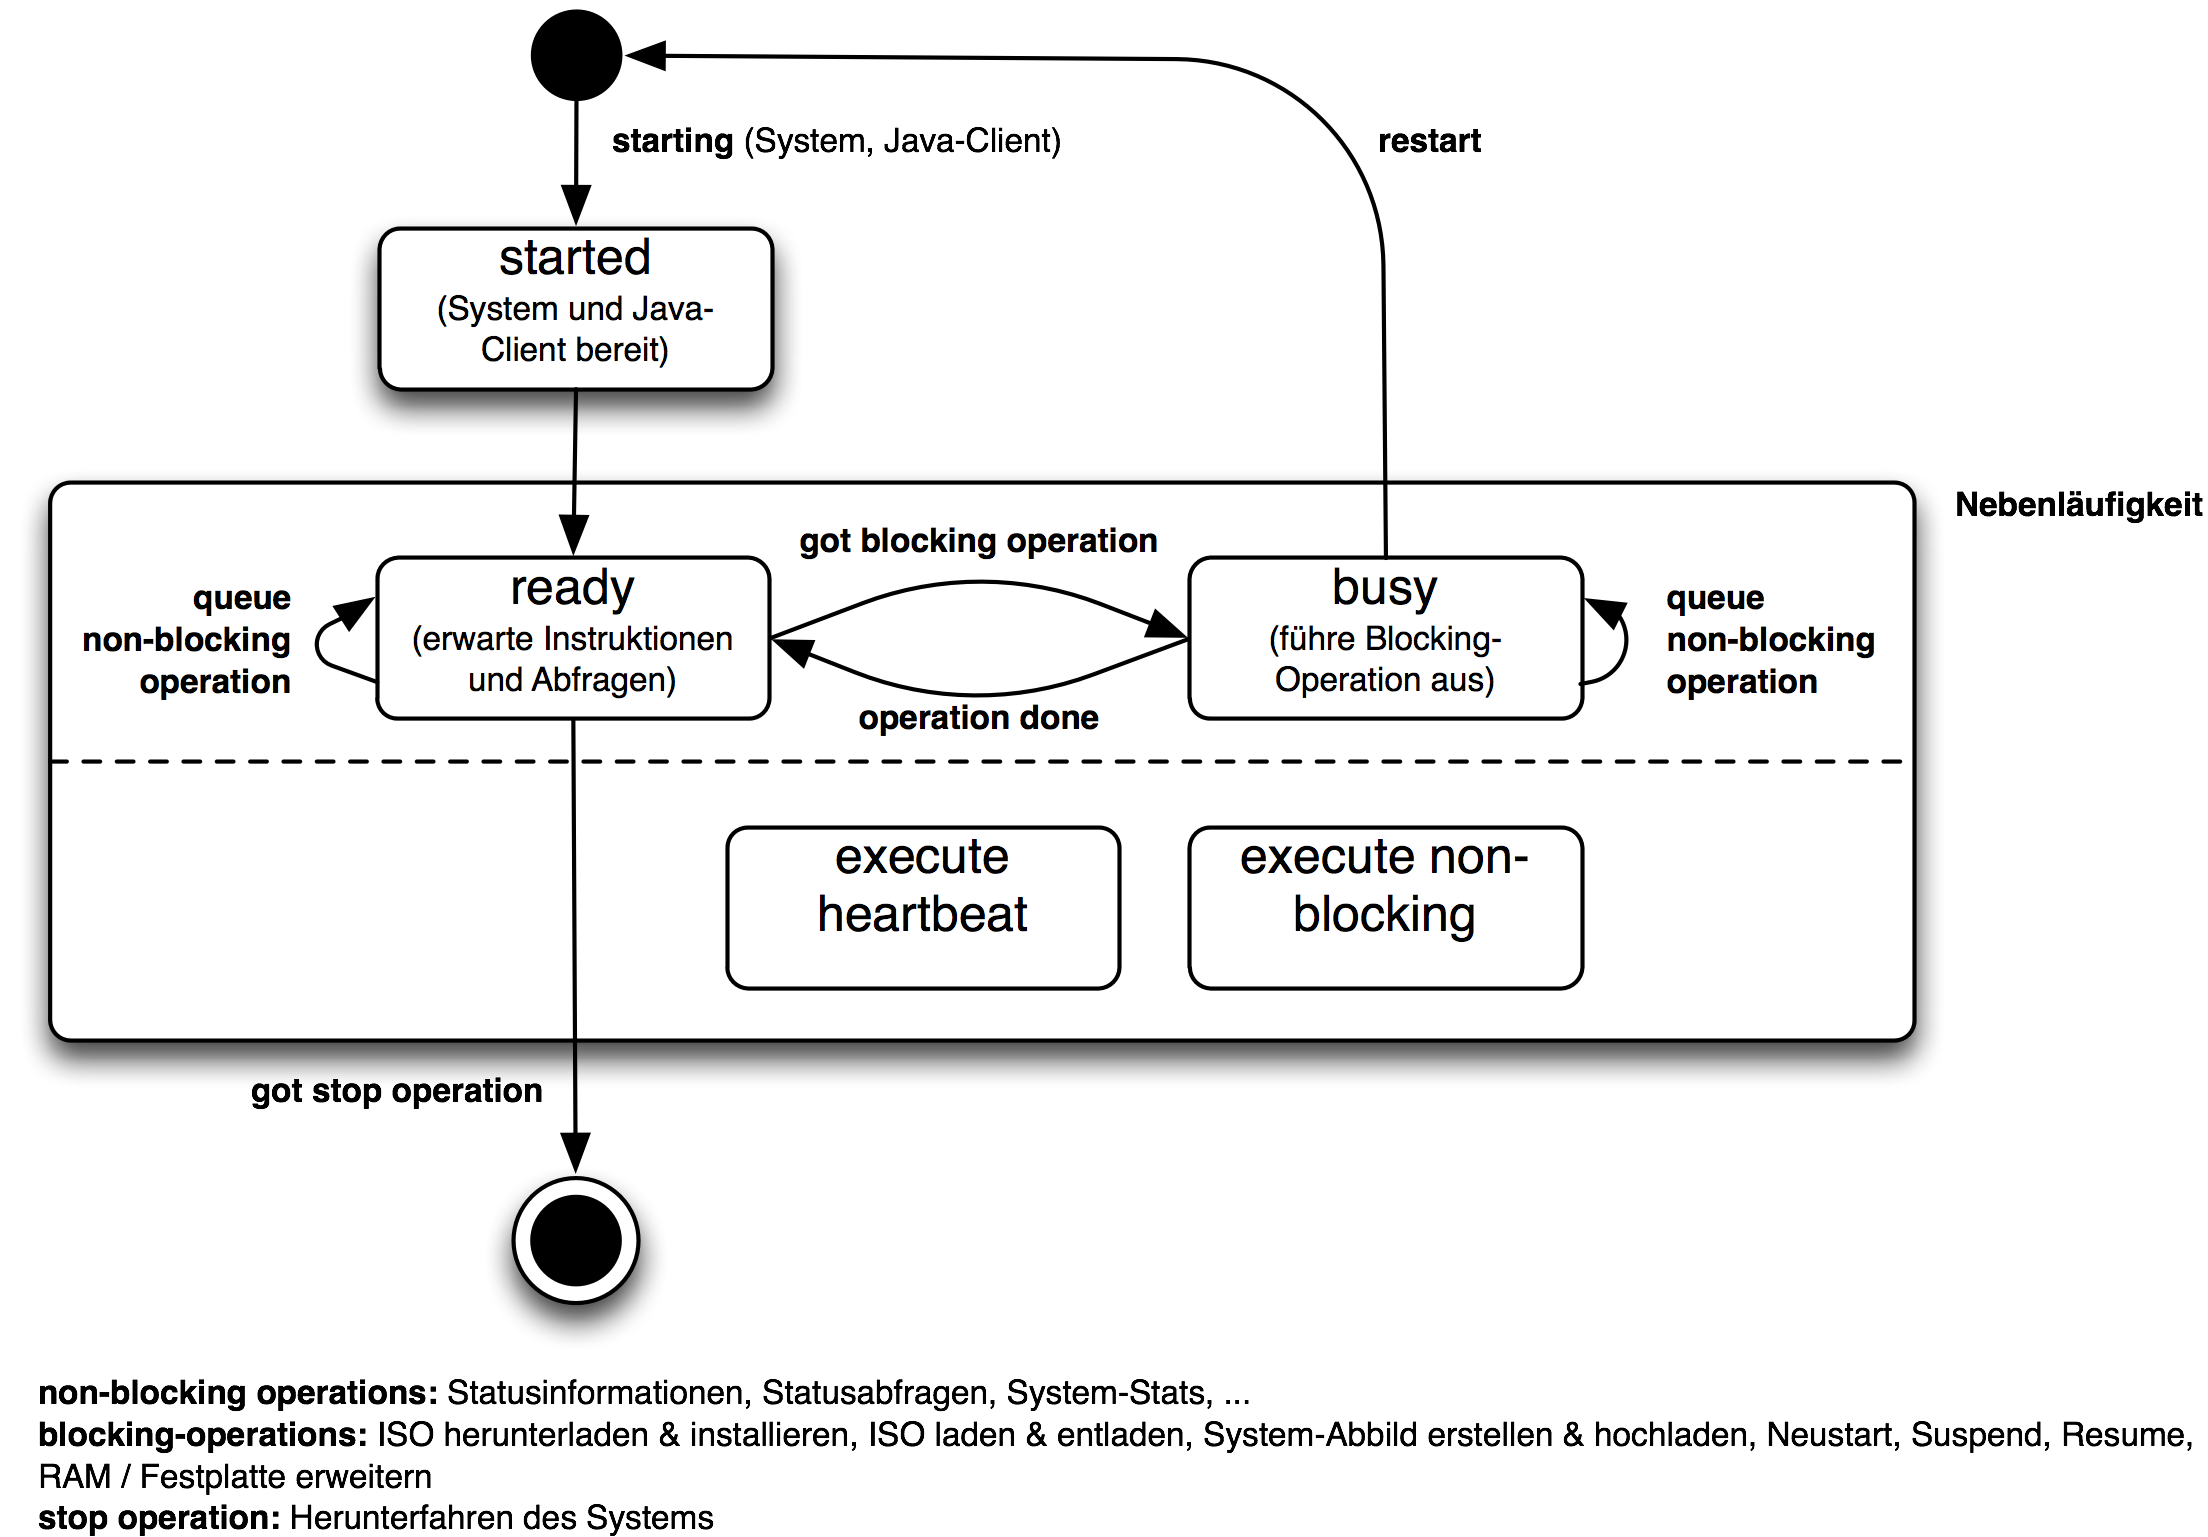 starting (System, Java-Client)
restart
started
(System und Java-
Client bereit)
Nebenläufigkeit
got blocking operation
queue
non-blocking
operation
ready
(erwarte Instruktionen
und Abfragen)
busy
(führe Blocking-
Operation aus)
queue
non-blocking
operation
operation done
execute
heartbeat
execute non-
blocking
got stop operation
non-blocking operations: Statusinformationen, Statusabfragen, System-Stats, ...
blocking-operations: ISO herunterladen & installieren, ISO laden & entladen, System-Abbild erstellen & hochladen, Neustart, Suspend, Resume,
RAM / Festplatte erweitern
stop operation: Herunterfahren des Systems